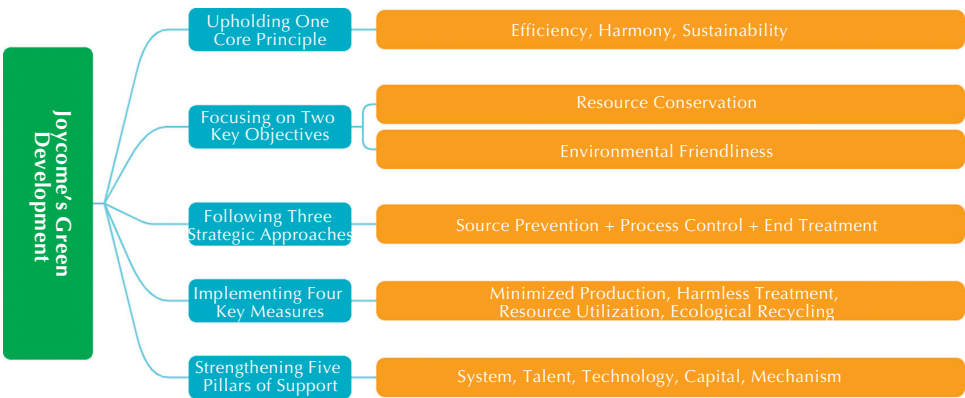 Joycome's Green
Development
Upholding One
Core Principle
Efficiency, Harmony, Sustainability
Focusing on Two
Key Objectives
Resource Conservation
Environmental Friendliness
Following Three
Strategic Approaches
Source Prevention + Process Control + End Treatment
Implementing Four
Key Measures
Minimized Production, Harmless Treatment,
Resource Utilization, Ecological Recycling
Strengthening Five
Pillars of Support
System, Talent, Technology, Capital, Mechanism